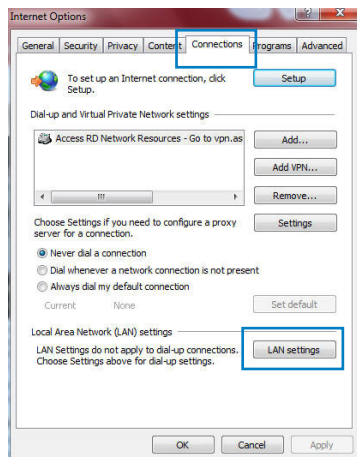 Internet Options
General Security Privacy Content Connections Programs Advanced
To set up an Internet connection, click
Setup.
Setup
Dial-up and Virtual Private Network settings
Access RD Network Resources - Go to vpn.as
Add...
Add VPN...
Remove...
Choose Settings if you need to configure a proxy
server for a connection.
Settings
Never dial a connection
Dial whenever a network connection is not present
Always dial my default connection
Current None
Set default
Local Area Network (LAN) settings
LAN Settings do not apply to dial-up connections.
Choose Settings above for dial-up settings.
LAN settings
OK Cancel Apply